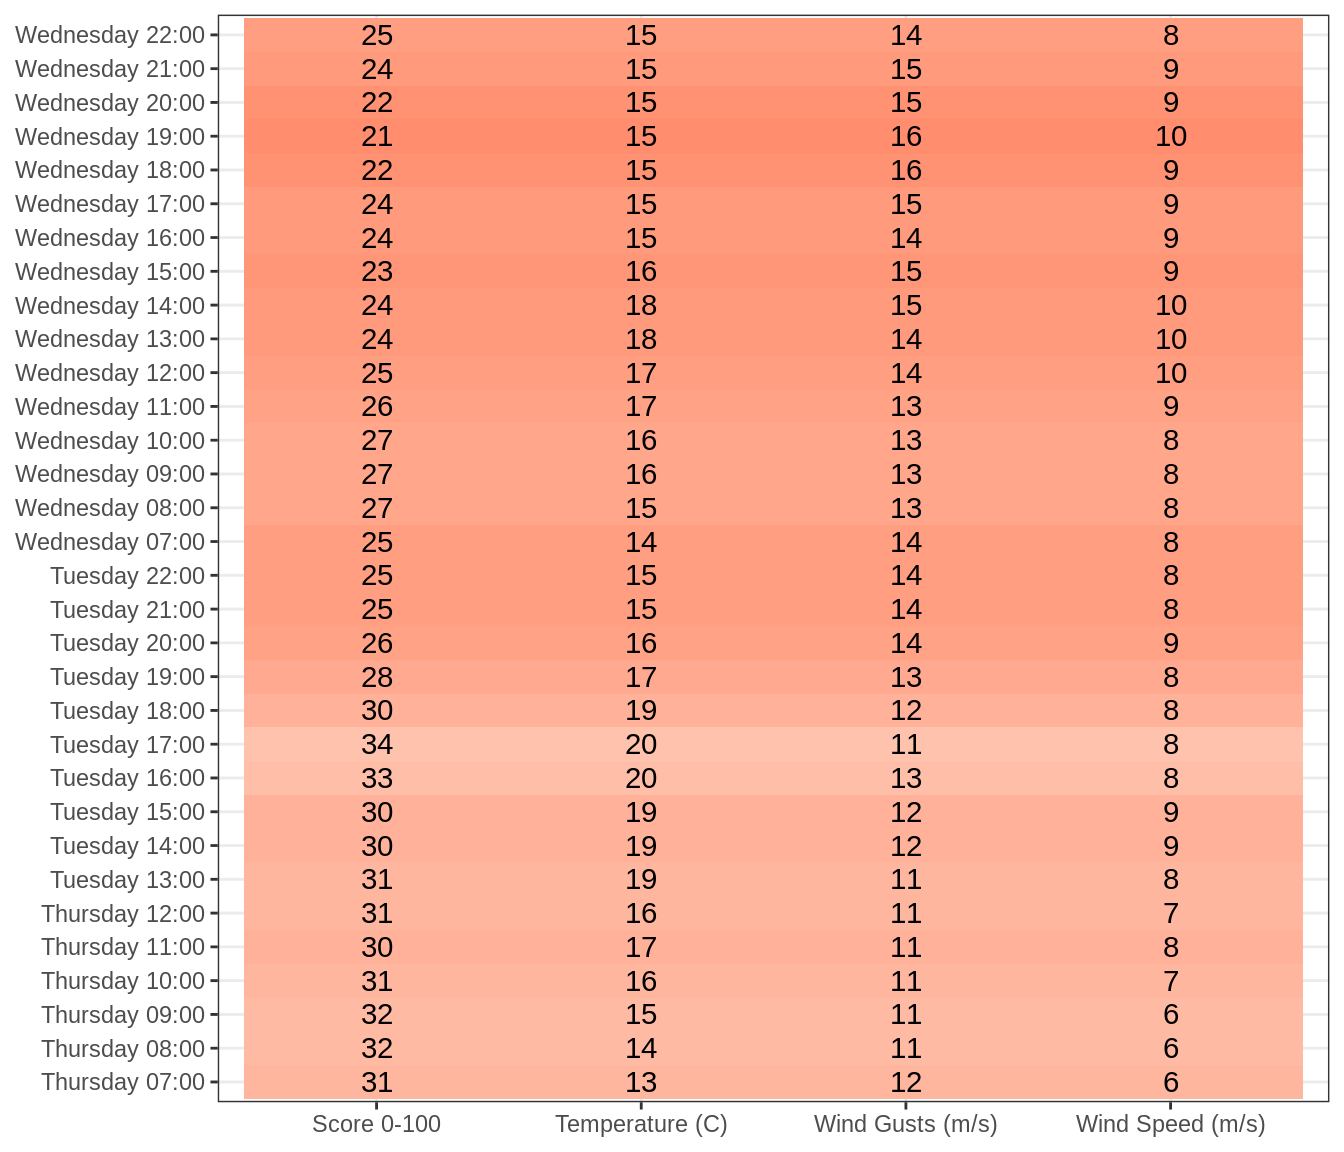 Wednesday 22:00 25 15 14 8
Wednesday 21:00 24 15 15 9
Wednesday 20:00 22 15 15 9
Wednesday 19:00 21 15 16 10
Wednesday 18:00 22 15 16 9
Wednesday 17:00 24 15 15 9
Wednesday 16:00 24 15 14 9
Wednesday 15:00 23 16 15 9
Wednesday 14:00 24 18 15 10
Wednesday 13:00 24 18 14 10
Wednesday 12:00 25 17 14 10
Wednesday 11:00 26 17 13 9
Wednesday 10:00 27 16 13 8
Wednesday 09:00 27 16 13 8
Wednesday 08:00 27 15 13 8
Wednesday 07:00 25 14 14 8
Tuesday 22:00 25 15 14 8
Tuesday 21:00 25 15 14 8
Tuesday 20:00 26 16 14 9
Tuesday 19:00 28 17 13 8
Tuesday 18:00 30 19 12 8
Tuesday 17:00 34 20 11 8
Tuesday 16:00 33 20 13 8
Tuesday 15:00 30 19 12 9
Tuesday 14:00 30 19 12 9
Tuesday 13:00 31 19 11 8
Thursday 12:00 31 16 11 7
Thursday 11:00 30 17 11 8
Thursday 10:00 31 16 11 7
Thursday 09:00 32 15 11 6
Thursday 08:00 32 14 11 6
Thursday 07:00 31 13 12 6
Score 0-100 Temperature (C) Wind Gusts (m/s) Wind Speed (m/s)